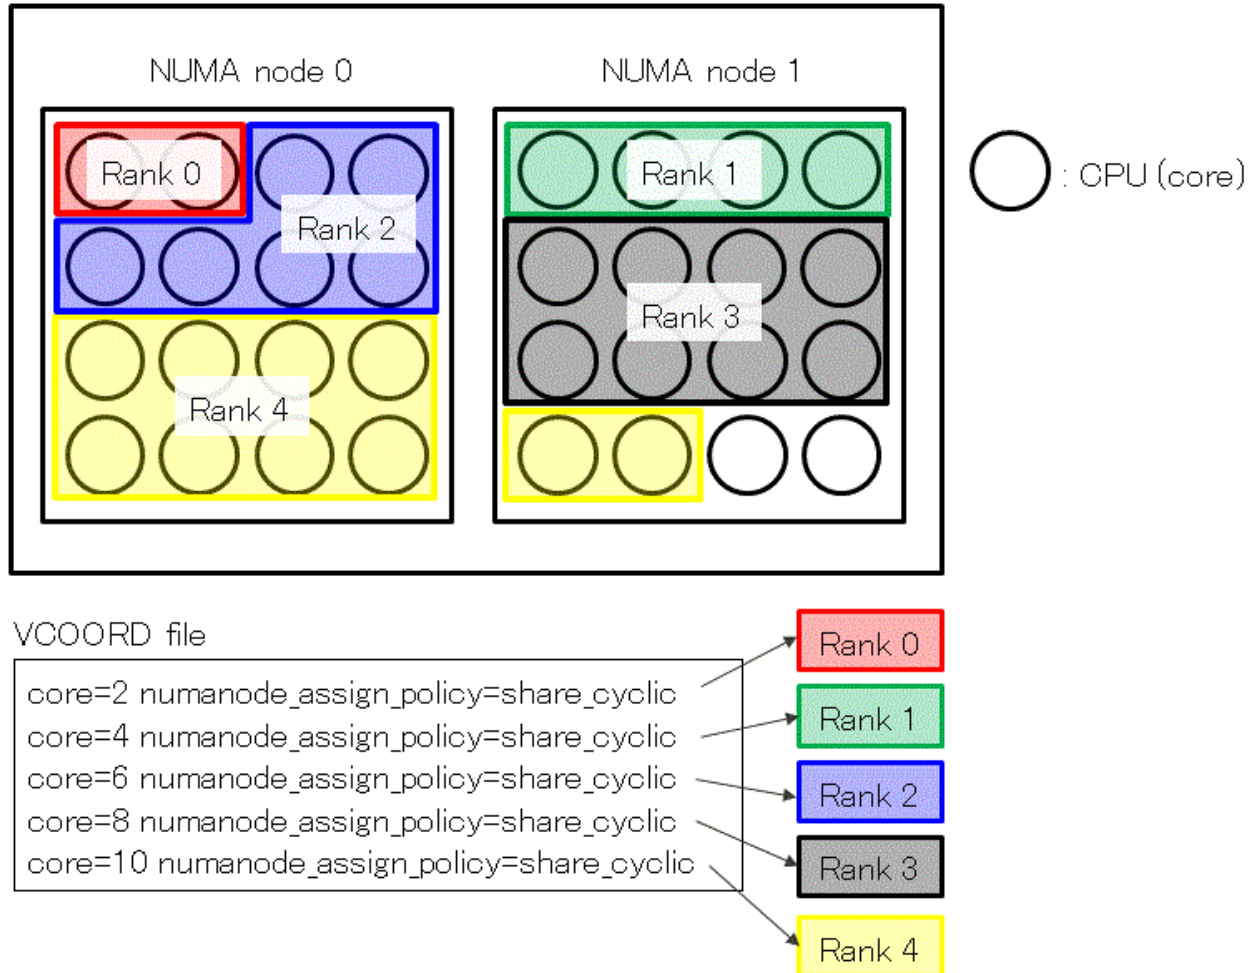 NUMA node 0
NUMA node 1
Rank 0
Rank 2
Rank 4
Rank 1
Rank 3
: CPU (core)
VCOORD file
core=2 numanode_assign_policy=share_cyclic
core=4 numanode_assign_policy=share_cyclic
core=6 numanode_assign_policy=share_cyclic
core=8 numanode_assign_policy=share_cyclic
core=10 numanode_assign_policy=share_cyclic
Rank 0
Rank 1
Rank 2
Rank 3
Rank 4